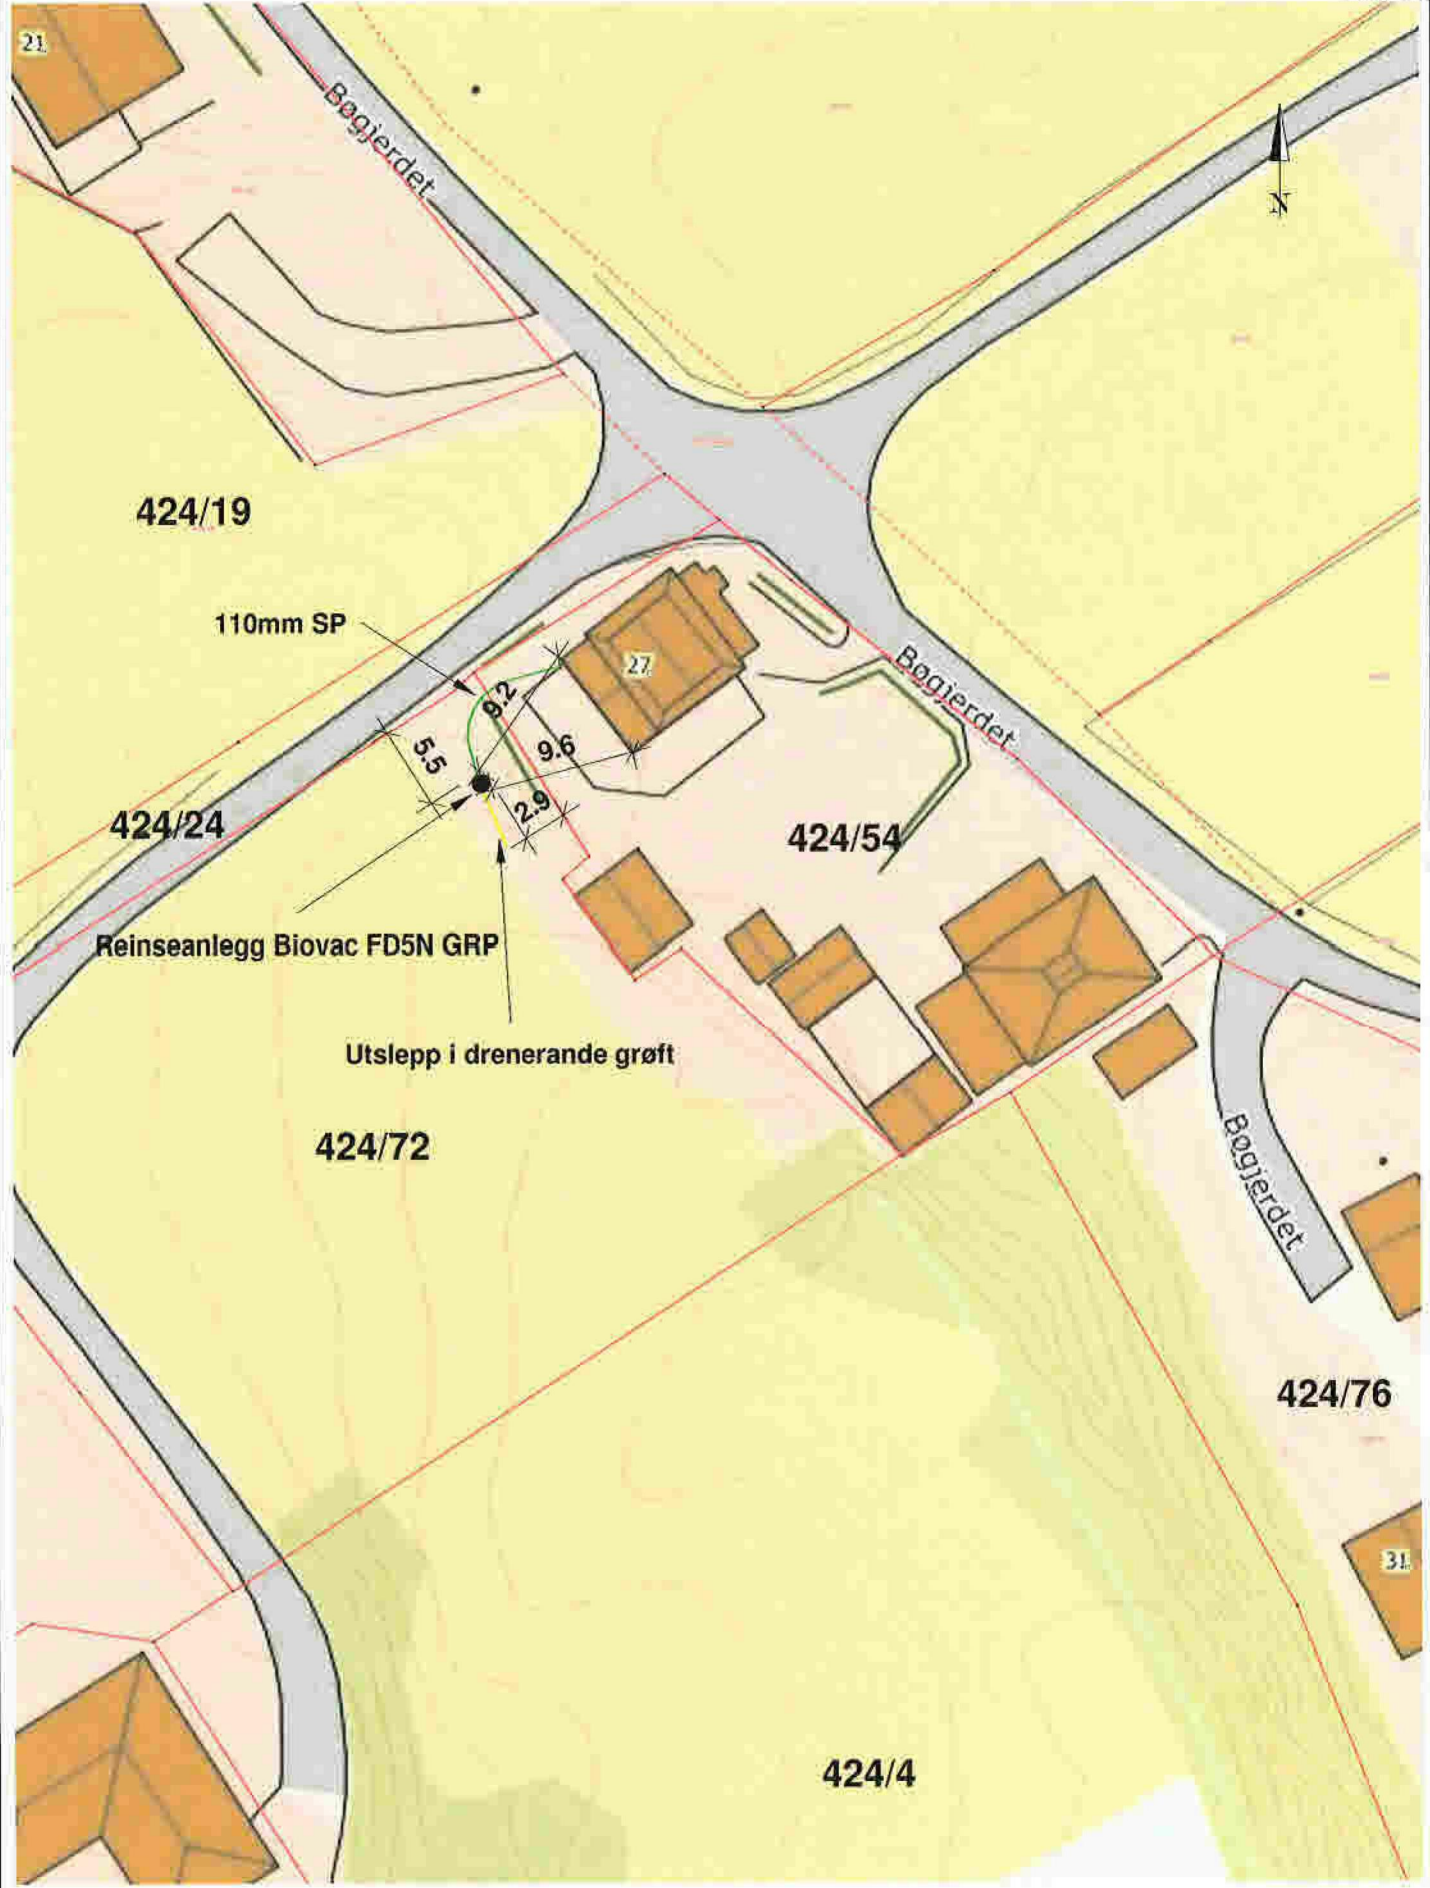 21
Bøgjerdet
N
424/19
110mm SP
27
9.2
Bøgjerdet
5.5
9.6
2.9
424/24
424/54
Reinseanlegg Biovac FD5N GRP
Utslepp i drenerande grøft
424/72
Bøgjerdet
424/76
31
424/4